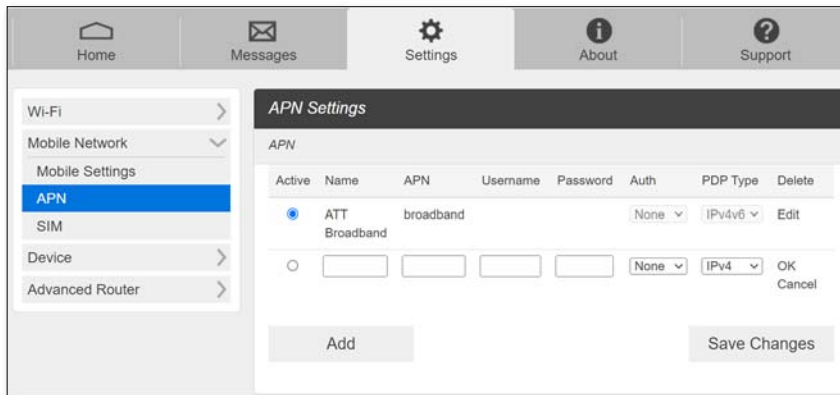 Home Messages Settings About Support
Wi-Fi
Mobile Network
Mobile Settings
APN
SIM
Device
Advanced Router
APN Settings
APN
Active Name APN Username Password Auth PDP Type Delete
ATT broadband None IPv4v6 Edit
Broadband
None IPv4 OK
Cancel
Add Save Changes